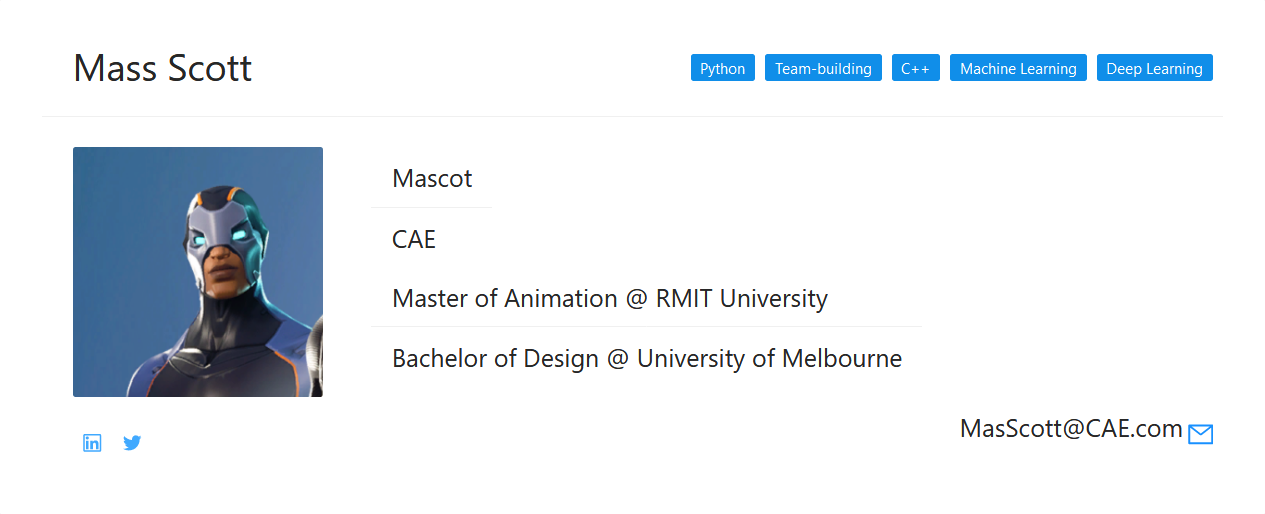 Mass Scott
Python Team-building C++ Machine Learning Deep Learning
Mascot
CAE
Master of Animation @ RMIT University
Bachelor of Design @ University of Melbourne
MasScott@CAE.com
in